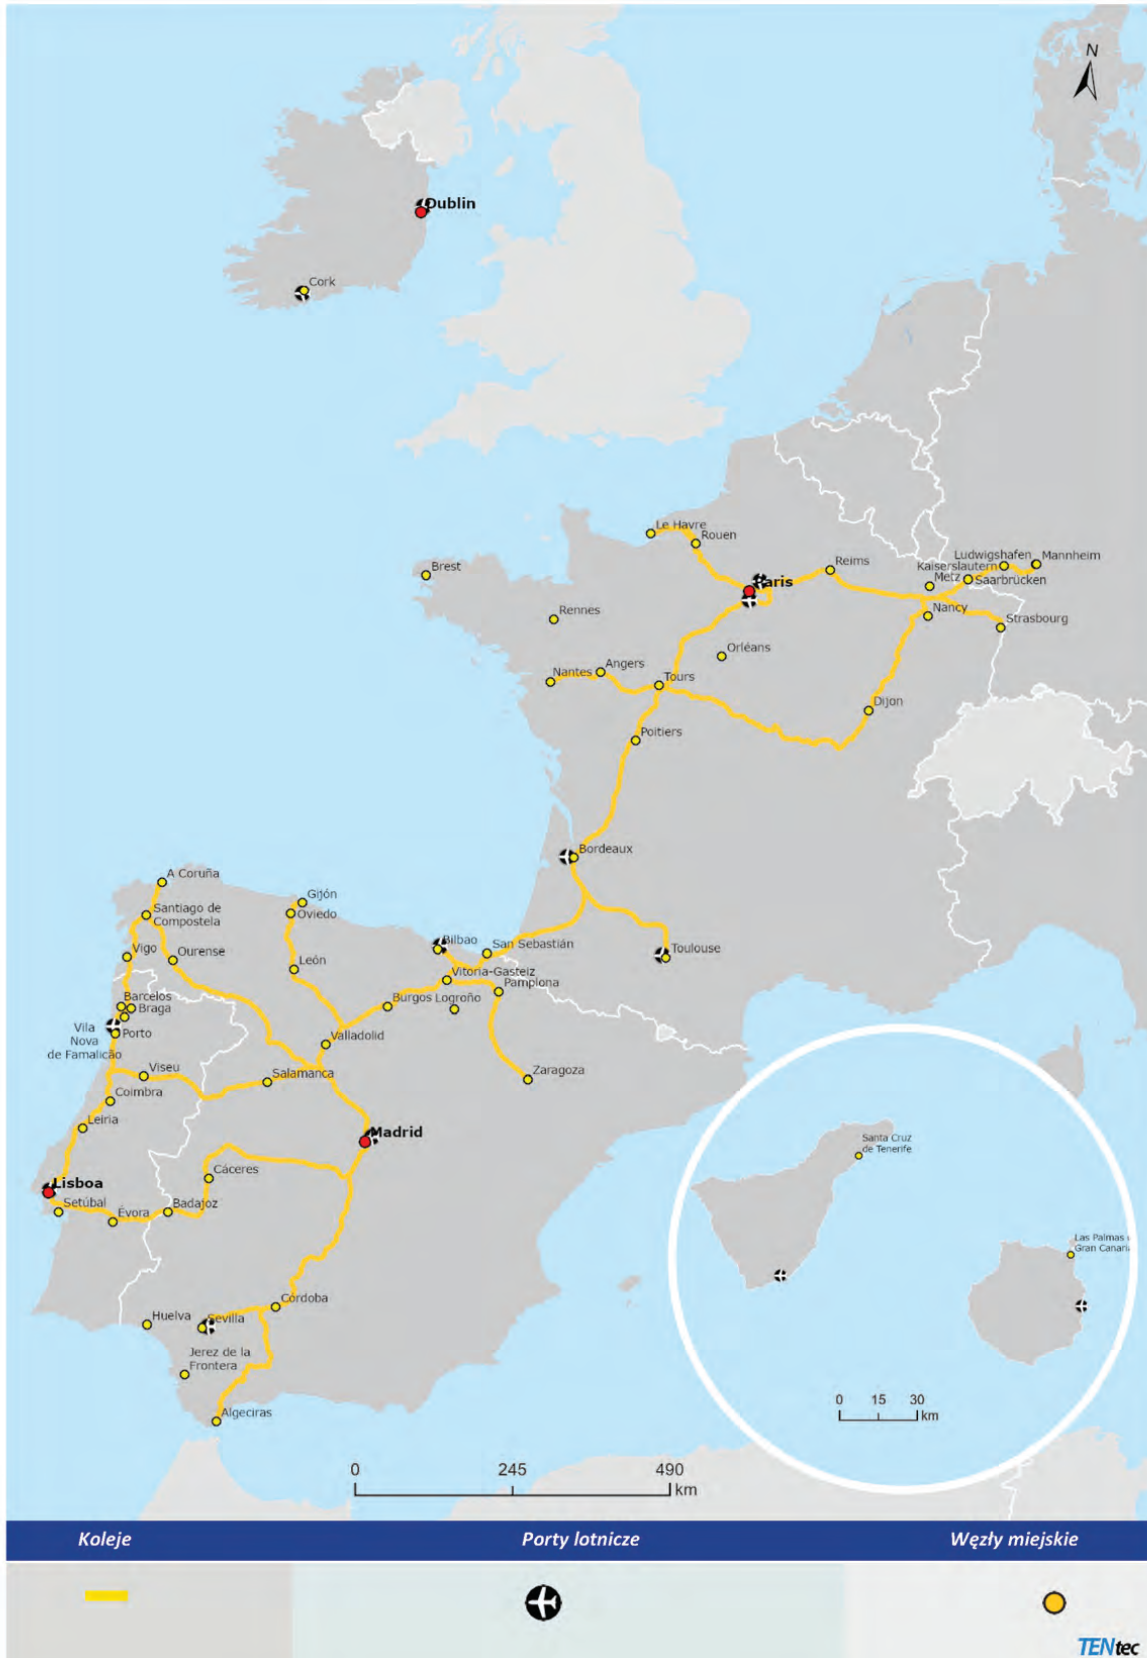 N
Dublin
Cork
Le Havre
Rouen
Brest
Reims
Ludwigshafen
Mannheim
Kaiserslautern
Metz
Saarbrücken
Paris
Rennes
Nancy
Strasbourg
Orléans
Angers
Nantes
Tours
Dijon
Poitiers
Bordeaux
A Coruña
Gijón
Santiago de
Compostela
Oviedo
Bilbao
San Sebastián
Toulouse
Vigo
Ourense
León
Vitoria-Gasteiz
Pamplona
Barcelos
Braga
Burgos
Logroño
Vila
Nova
de Famalicão
Porto
Valladolid
Viseu
Salamanca
Zaragoza
Coimbra
Leiria
Madrid
Santa Cruz
de Tenerife
Cáceres
Lisboa
Setúbal
Évora
Badajoz
Las Palmas
Gran Canaria
Córdoba
Huelva
Sevilla
Jerez de la
Frontera
Algeciras
0 15 30
km
0 245 490
km
Koleje Porty lotnicze Węzły miejskie
TENtec